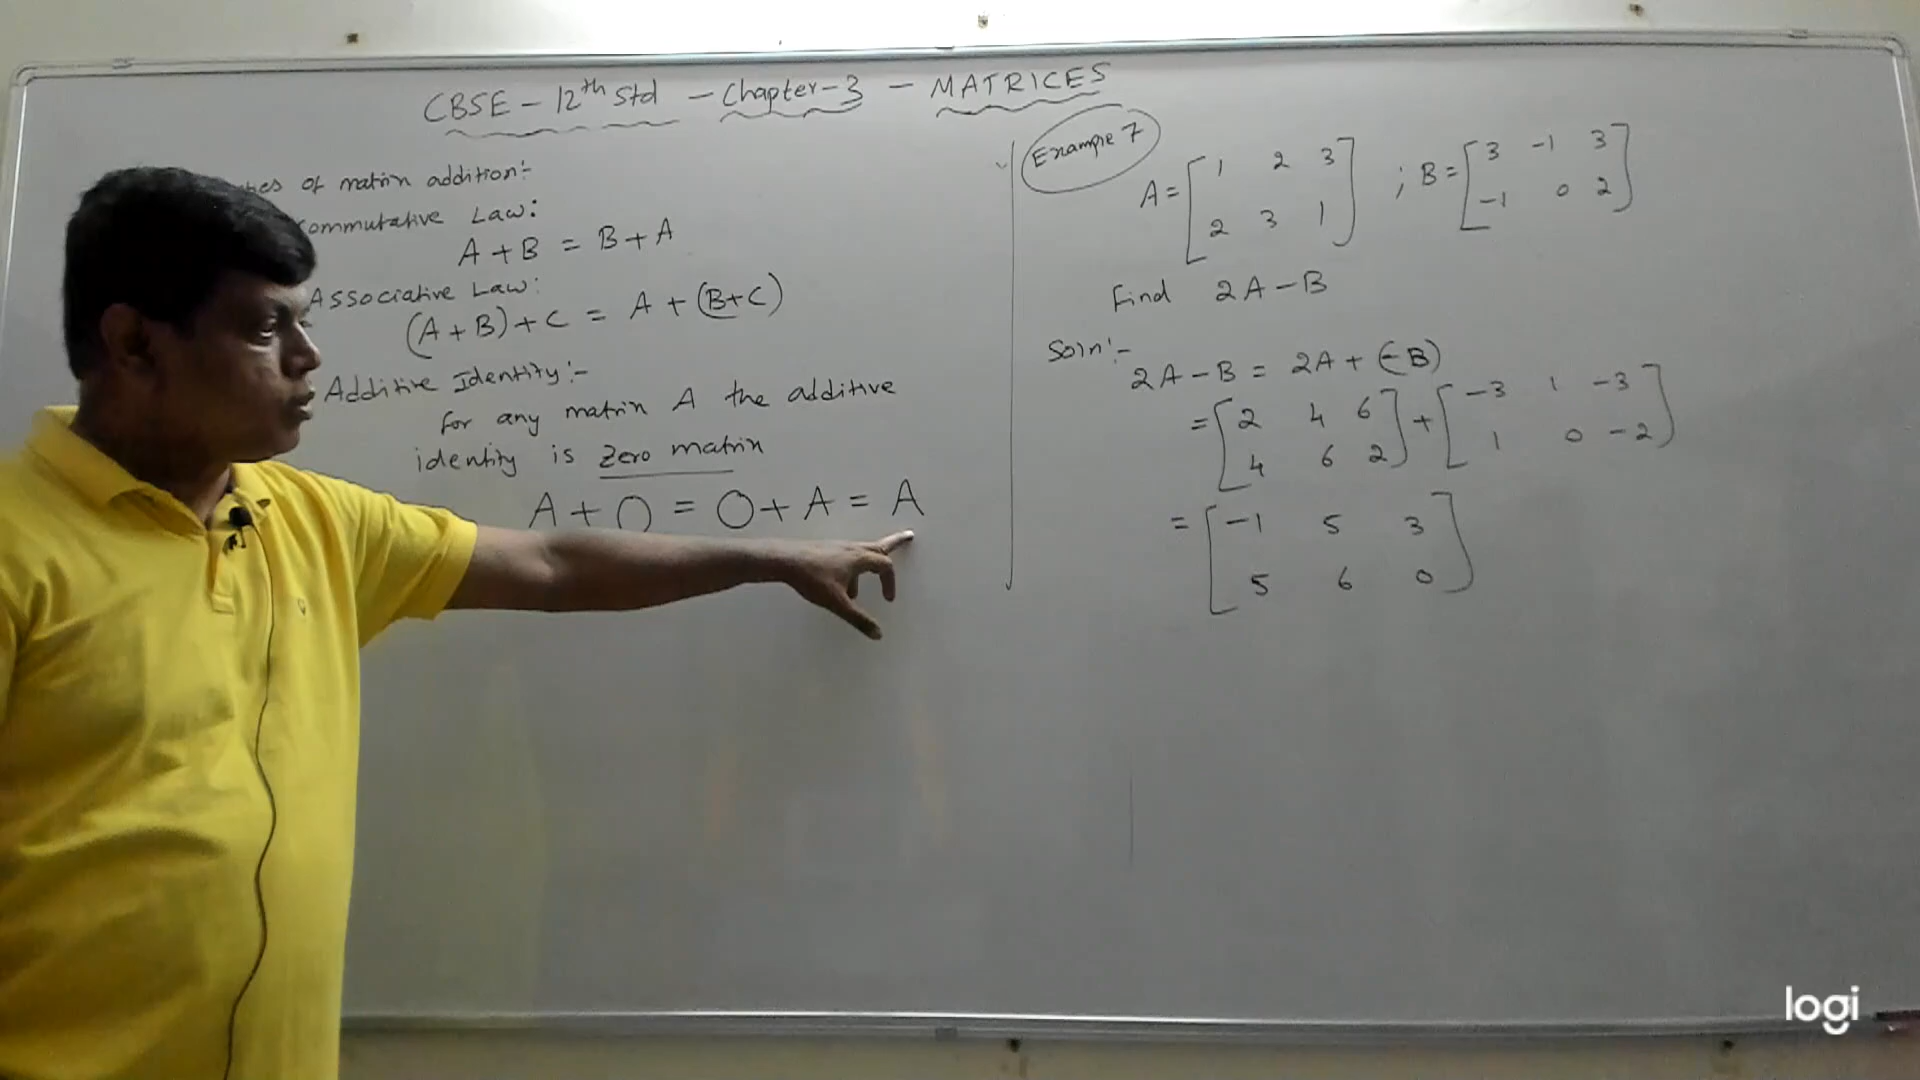 CBSE - 12th Std - Chapter-3 - MATRICES
of matrix addition:-
Law:
A + B = B + A
Associative Law:
(A + B) + C = A + (B+C)
Additive Identity:-
for any matrix A the additive
identity is Zero matrix
A + O = O + A = A
Example 7
A = [ 1 2 3
2 3 1 ] ; B = [ 3 -1 3
-1 0 2 ]
Find 2A - B
Soln:-
2A - B = 2A + (-B)
= [ 2 4 6
4 6 2 ] + [ -3 1 -3
1 0 -2 ]
= [ -1 5 3
5 6 0 ]
logi